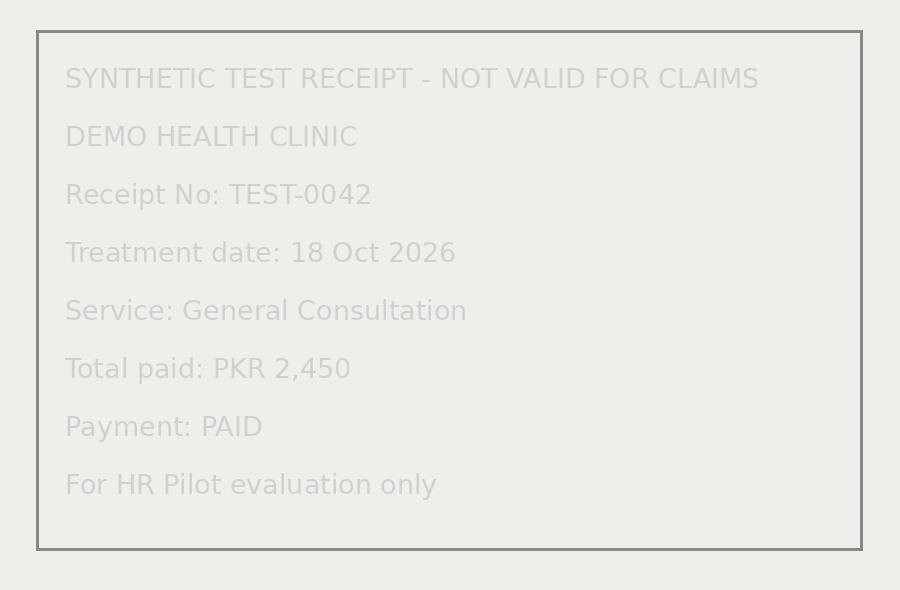 SYNTHETIC TEST RECEIPT - NOT VALID FOR CLAIMS
DEMO HEALTH CLINIC
Receipt No: TEST-0042
Treatment date: 18 Oct 2026
Service: General Consultation
Total paid: PKR 2,450
Payment: PAID
For HR Pilot evaluation only